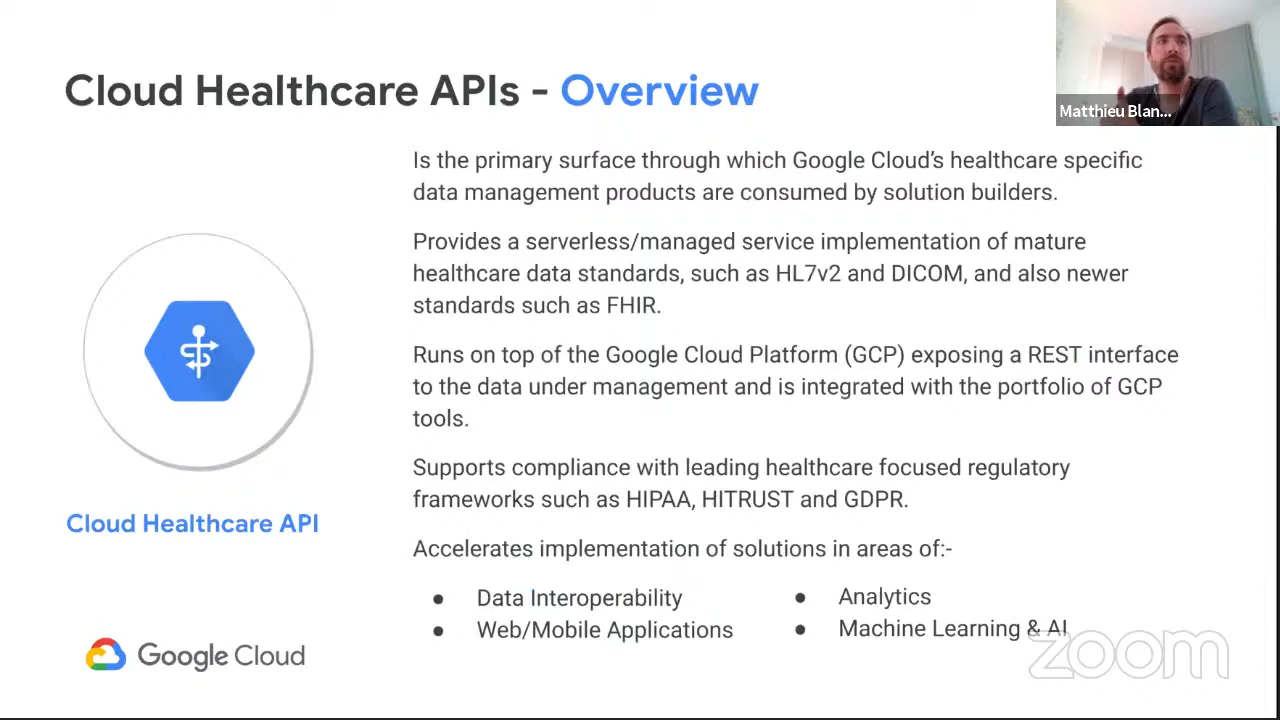 Cloud Healthcare APIs - Overview
Matthieu Blan...
Is the primary surface through which Google Cloud's healthcare specific
data management products are consumed by solution builders.
Provides a serverless/managed service implementation of mature
healthcare data standards, such as HL7v2 and DICOM, and also newer
standards such as FHIR.
Runs on top of the Google Cloud Platform (GCP) exposing a REST interface
to the data under management and is integrated with the portfolio of GCP
tools.
Supports compliance with leading healthcare focused regulatory
frameworks such as HIPAA, HITRUST and GDPR.
Cloud Healthcare API
Accelerates implementation of solutions in areas of:-
● Data Interoperability
● Web/Mobile Applications
● Analytics
● Machine Learning & AI
Google Cloud
zoom